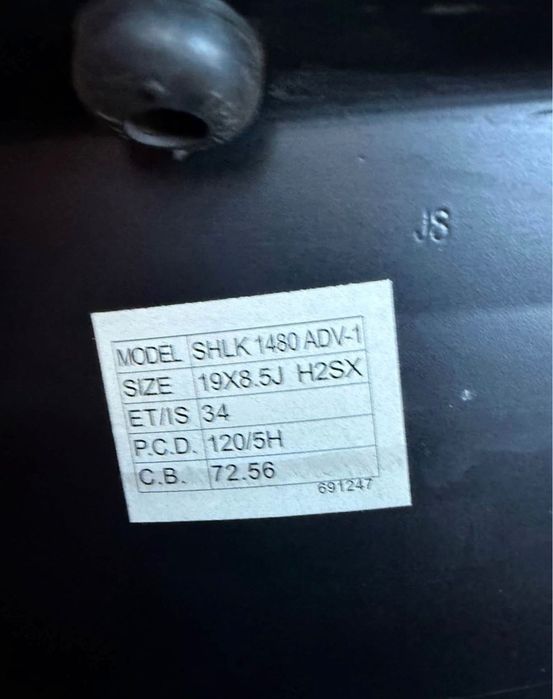 JS
MODEL SHLK 1480 ADV-1
SIZE 19X8.5J H2SX
ET/IS 34
P.C.D. 120/5H
C.B. 72.56
691247